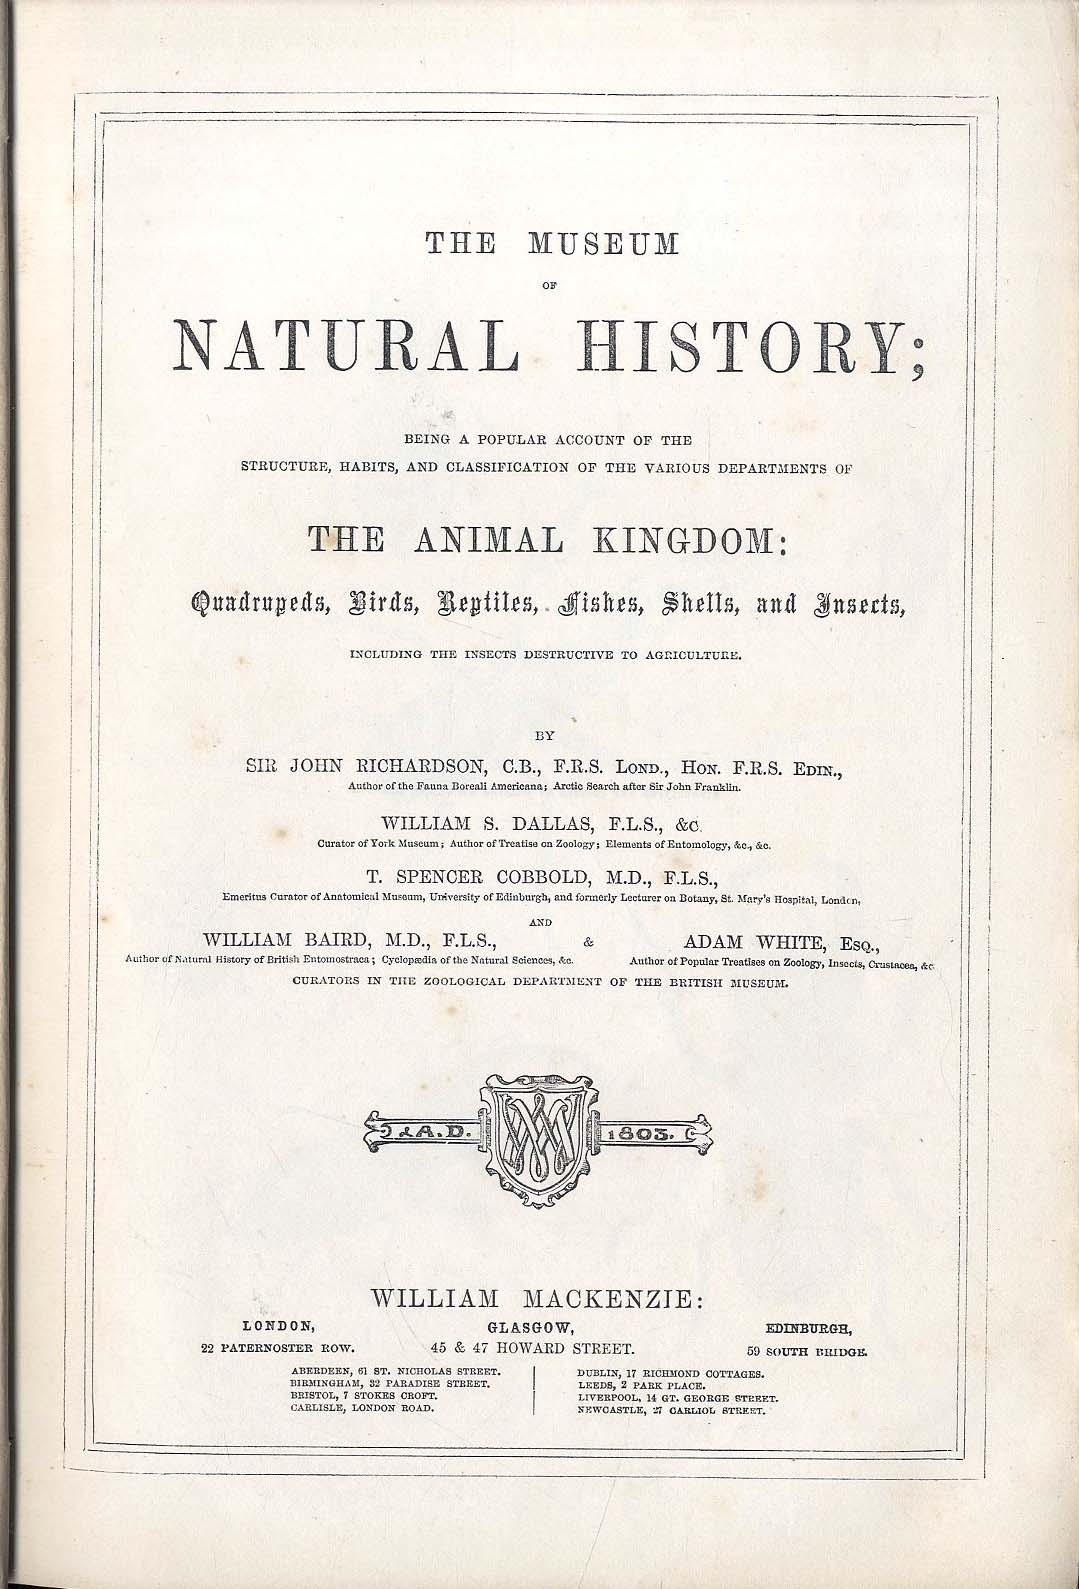 THE MUSEUM
OF
NATURAL HISTORY;
BEING A POPULAR ACCOUNT OF THE
STRUCTURE, HABITS, AND CLASSIFICATION OF THE VARIOUS DEPARTMENTS OF
THE ANIMAL KINGDOM:
Quadrupeds, Birds, Reptiles, Fishes, Shells, and Insects,
INCLUDING THE INSECTS DESTRUCTIVE TO AGRICULTURE.
BY
SIR JOHN RICHARDSON, C.B., F.R.S. LOND., HON. F.R.S. EDIN.,
Author of the Fauna Boreali Americana; Arctic Search after Sir John Franklin.
WILLIAM S. DALLAS, F.L.S., &c.
Curator of York Museum; Author of Treatise on Zoology; Elements of Entomology, &c., &c.
T. SPENCER COBBOLD, M.D., F.L.S.,
Emeritus Curator of Anatomical Museum, University of Edinburgh, and formerly Lecturer on Botany, St. Mary's Hospital, London,
AND
WILLIAM BAIRD, M.D., F.L.S., & ADAM WHITE, ESQ.,
Author of Natural History of British Entomostraca; Cyclopædia of the Natural Sciences, &c. Author of Popular Treatises on Zoology, Insects, Crustacea, &c.
CURATORS IN THE ZOOLOGICAL DEPARTMENT OF THE BRITISH MUSEUM.
A.D. WM 1803.
WILLIAM MACKENZIE:
LONDON, GLASGOW, EDINBURGH,
22 PATERNOSTER ROW. 45 & 47 HOWARD STREET. 59 SOUTH BRIDGE.
ABERDEEN, 61 ST. NICHOLAS STREET.
BIRMINGHAM, 32 PARADISE STREET.
BRISTOL, 7 STOKES CROFT.
CARLISLE, LONDON ROAD.
DUBLIN, 17 RICHMOND COTTAGES.
LEEDS, 2 PARK PLACE.
LIVERPOOL, 14 GT. GEORGE STREET.
NEWCASTLE, 27 CARLIOL STREET.